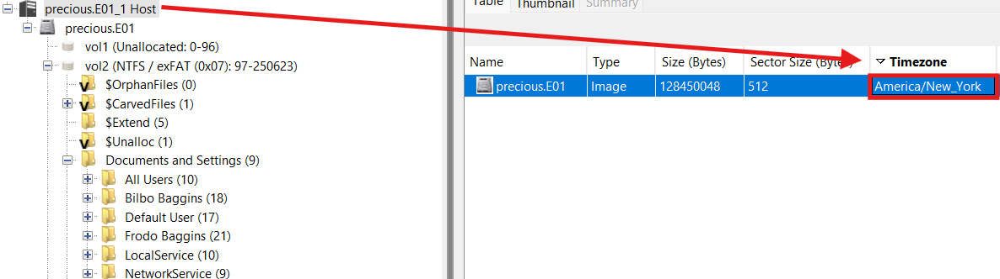 precious.E01_1 Host
precious.E01
vol1 (Unallocated: 0-96)
vol2 (NTFS / exFAT (0x07): 97-250623)
$OrphanFiles (0)
$CarvedFiles (1)
$Extend (5)
$Unalloc (1)
Documents and Settings (9)
All Users (10)
Bilbo Baggins (18)
Default User (17)
Frodo Baggins (21)
LocalService (10)
NetworkService (9)
Table Thumbnail Summary
Name Type Size (Bytes) Sector Size (Bytes) Timezone
precious.E01 Image 128450048 512 America/New_York